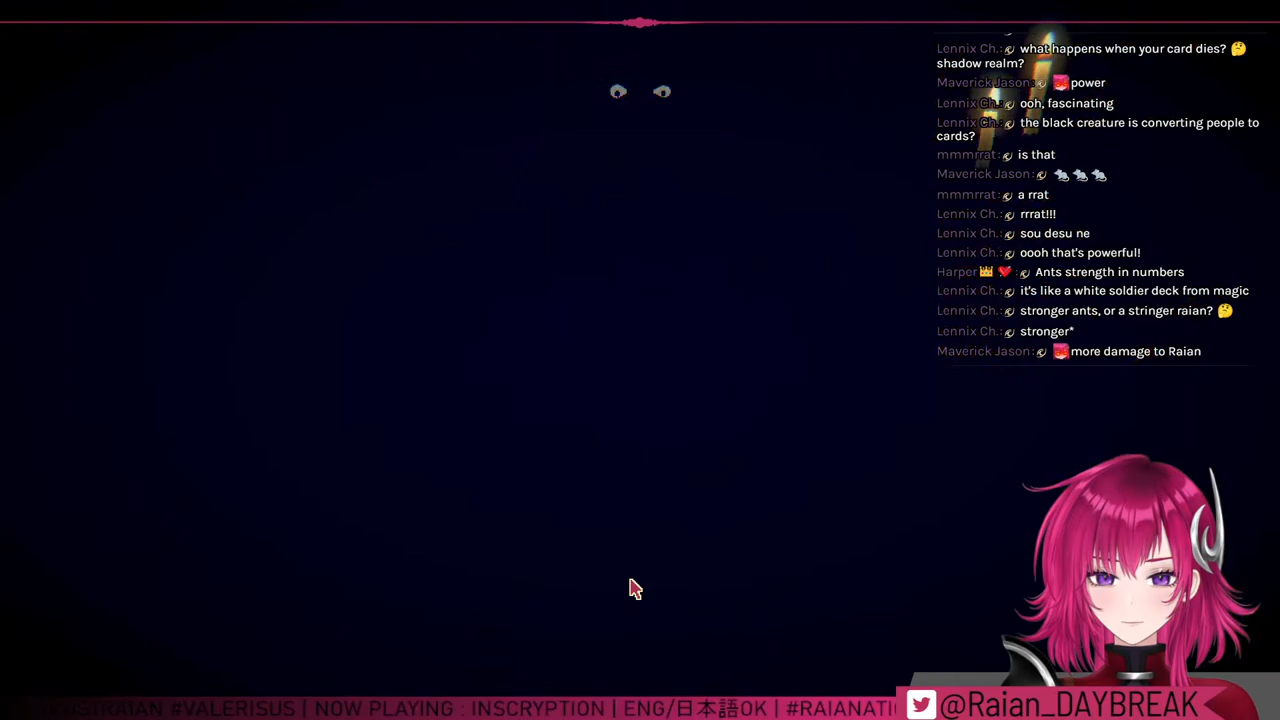 Lennix Ch.: what happens when your card dies? 🤔
shadow realm?
Maverick Jason: power
Lennix Ch.: ooh, fascinating
Lennix Ch.: the black creature is converting people to
cards?
mmmrrat: is that
Maverick Jason: 🐁🐁🐁
mmmrrat: a rrat
Lennix Ch.: rrrat!!!
Lennix Ch.: sou desu ne
Lennix Ch.: oooh that's powerful!
Harper 👑 ❤️: Ants strength in numbers
Lennix Ch.: it's like a white soldier deck from magic
Lennix Ch.: stronger ants, or a stringer raian? 🤔
Lennix Ch.: stronger*
Maverick Jason: more damage to Raian
#VALERISUS | NOW PLAYING : INSCRYPTION | ENG/日本語OK | #RAIANATI
@Raian_DAYBREAK